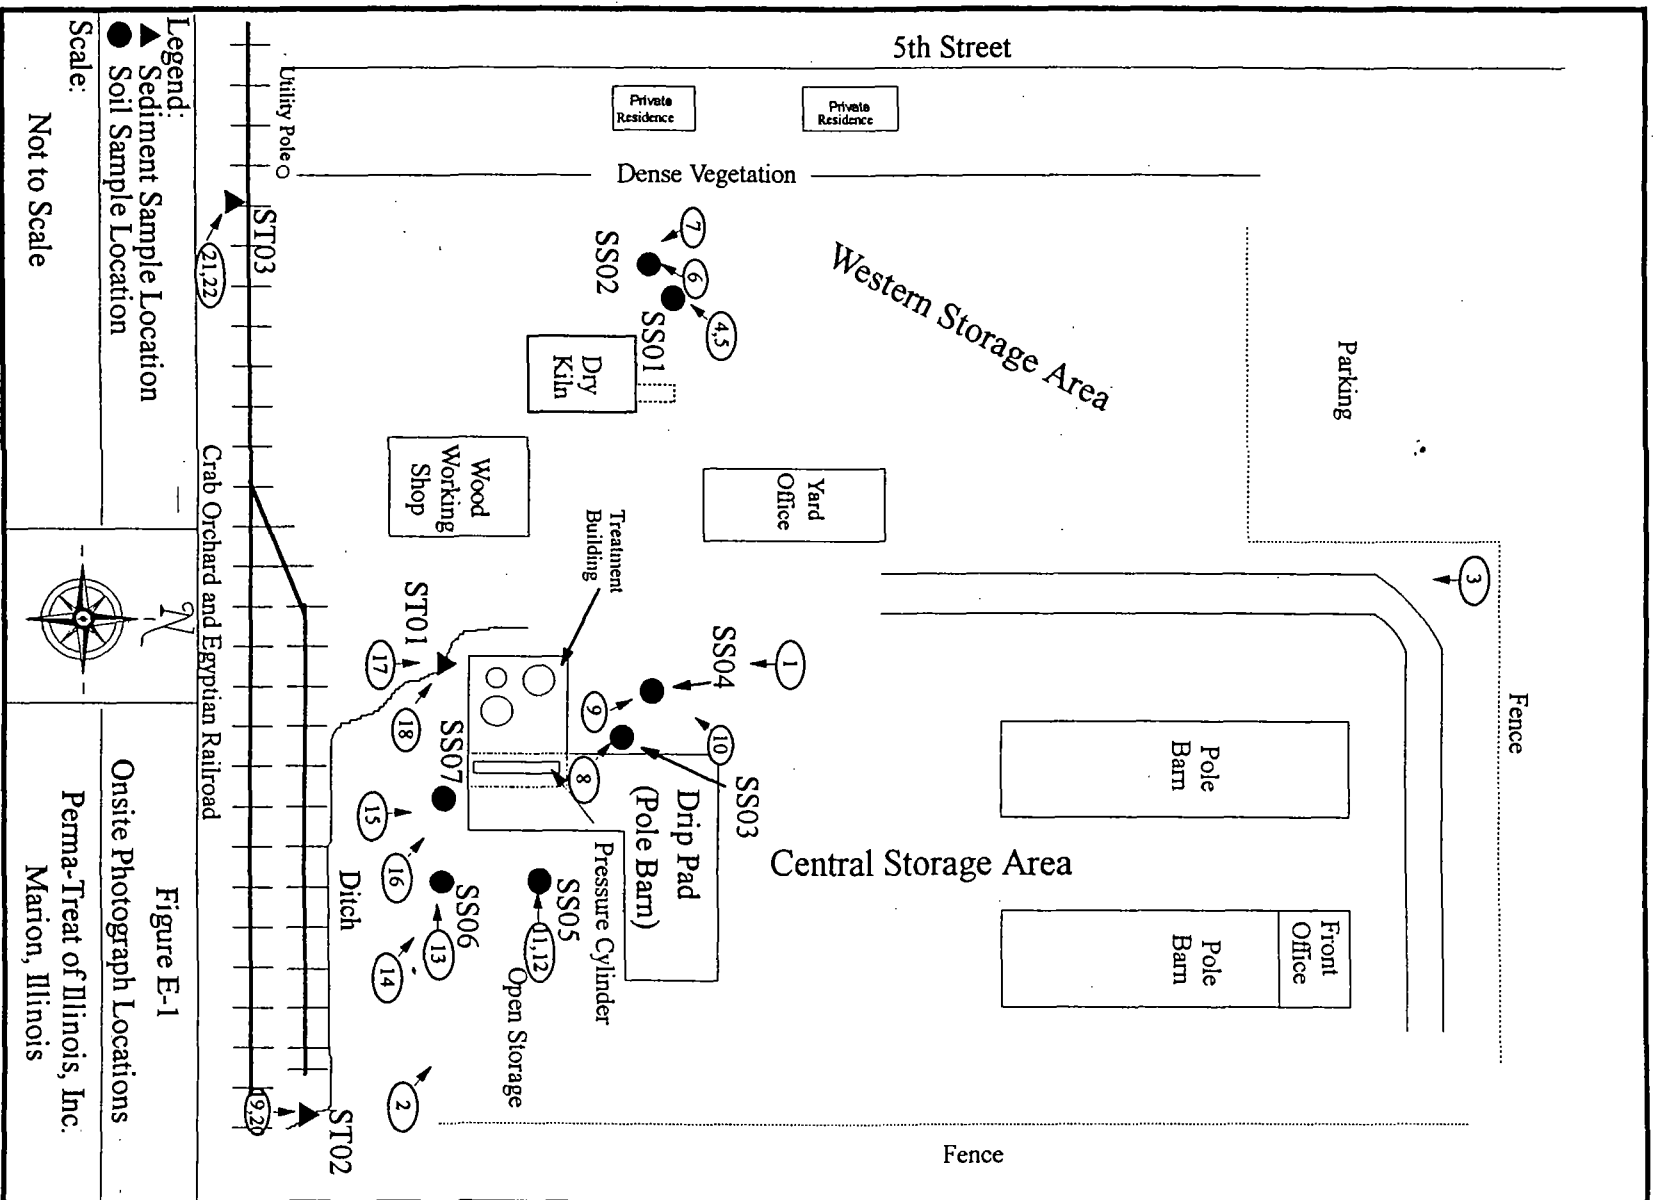 5th Street
Private
Residence
Private
Residence
Utility Pole
Dense Vegetation
Western Storage Area
Parking
7
6
4,5
SS02
SS01
Dry
Kiln
ST03
21,22
Wood
Working
Shop
Yard
Office
Treatment
Building
3
Fence
ST01
17
18
SS04
1
9
10
8
SS03
SS07
15
16
Drip Pad
(Pole Barn)
Pressure Cylinder
Central Storage Area
Pole
Barn
Pole
Barn
Front
Office
SS05
11,12
SS06
13
14
Open Storage
Ditch
2
19,20
ST02
Fence
Crab Orchard and Egyptian Railroad
Legend:
Sediment Sample Location
Soil Sample Location
Scale:
Not to Scale
N
Figure E-1
Onsite Photograph Locations
Perma-Treat of Illinois, Inc.
Marion, Illinois